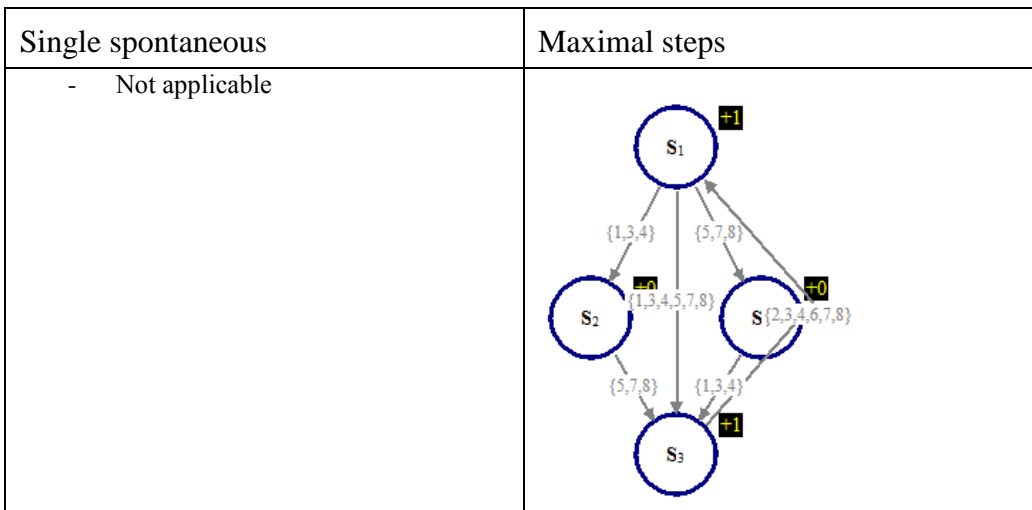 Single spontaneous
Maximal steps
- Not applicable
+1
S1
{1,3,4}
{5,7,8}
+0
+0
{1,3,4,5,7,8}
S2
S
{2,3,4,6,7,8}
{5,7,8}
{1,3,4}
+1
S3